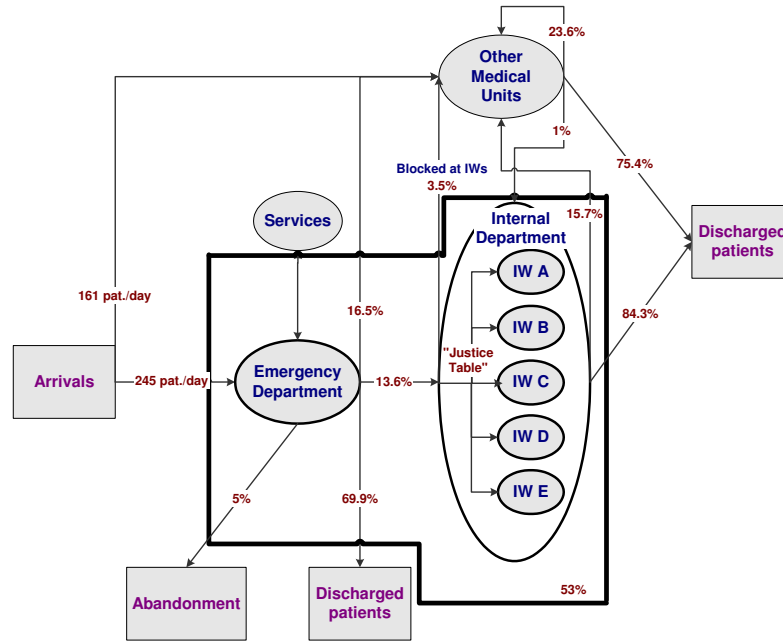 23.6%
Other
Medical
Units
1%
75.4%
Blocked at IWs
3.5%
Services
Internal
Department
15.7%
Discharged
patients
IW A
161 pat./day
16.5%
84.3%
IW B
"Justice
Table"
Arrivals
245 pat./day
Emergency
Department
13.6%
IW C
IW D
5%
69.9%
IW E
Abandonment
Discharged
patients
53%